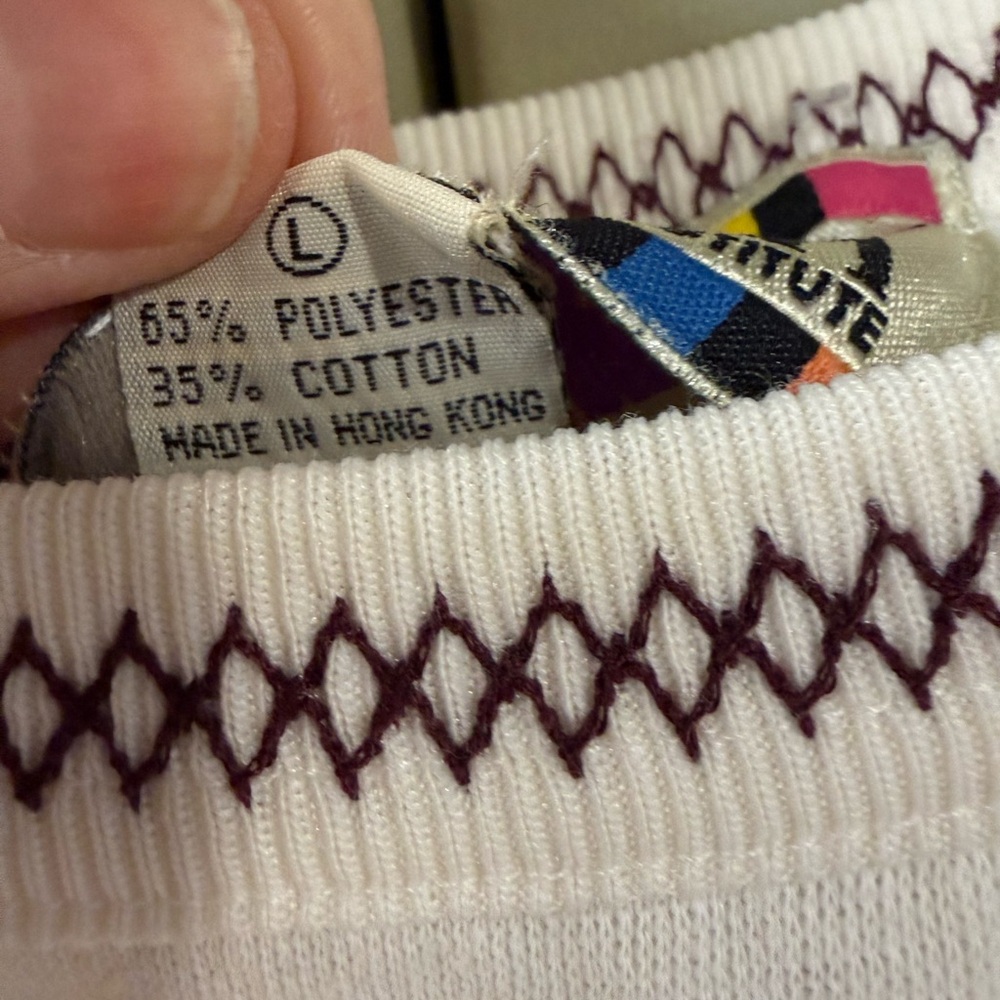 L
65% POLYESTER
35% COTTON
MADE IN HONG KONG
TITUTE